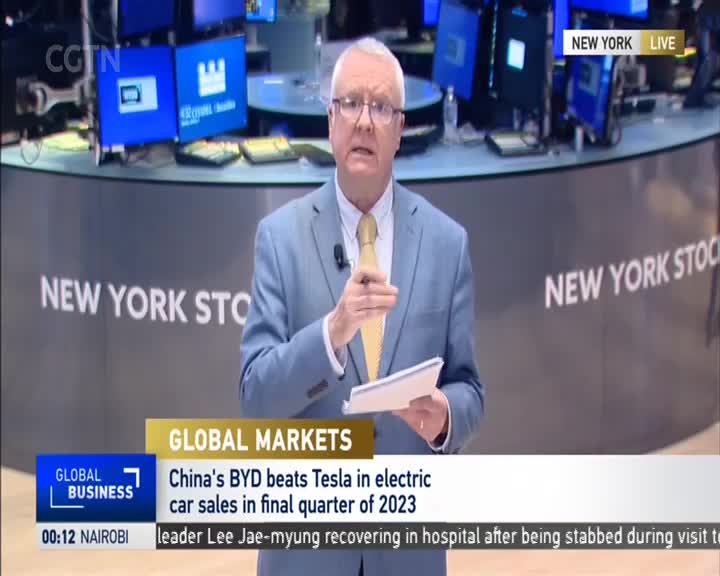 CGTN
NEW YORK LIVE
NEW YORK STOC
NEW YORK STOC
GLOBAL MARKETS
GLOBAL
BUSINESS
China's BYD beats Tesla in electric
car sales in final quarter of 2023
00:12 NAIROBI
leader Lee Jae-myung recovering in hospital after being stabbed during visit t